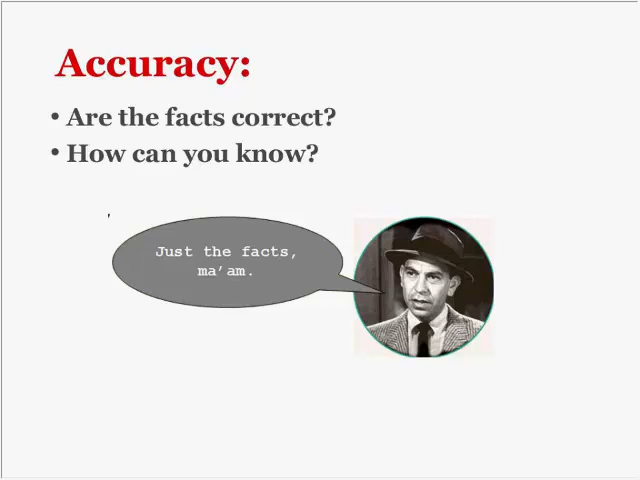 Accuracy:
• Are the facts correct?
• How can you know?
Just the facts,
ma’am.